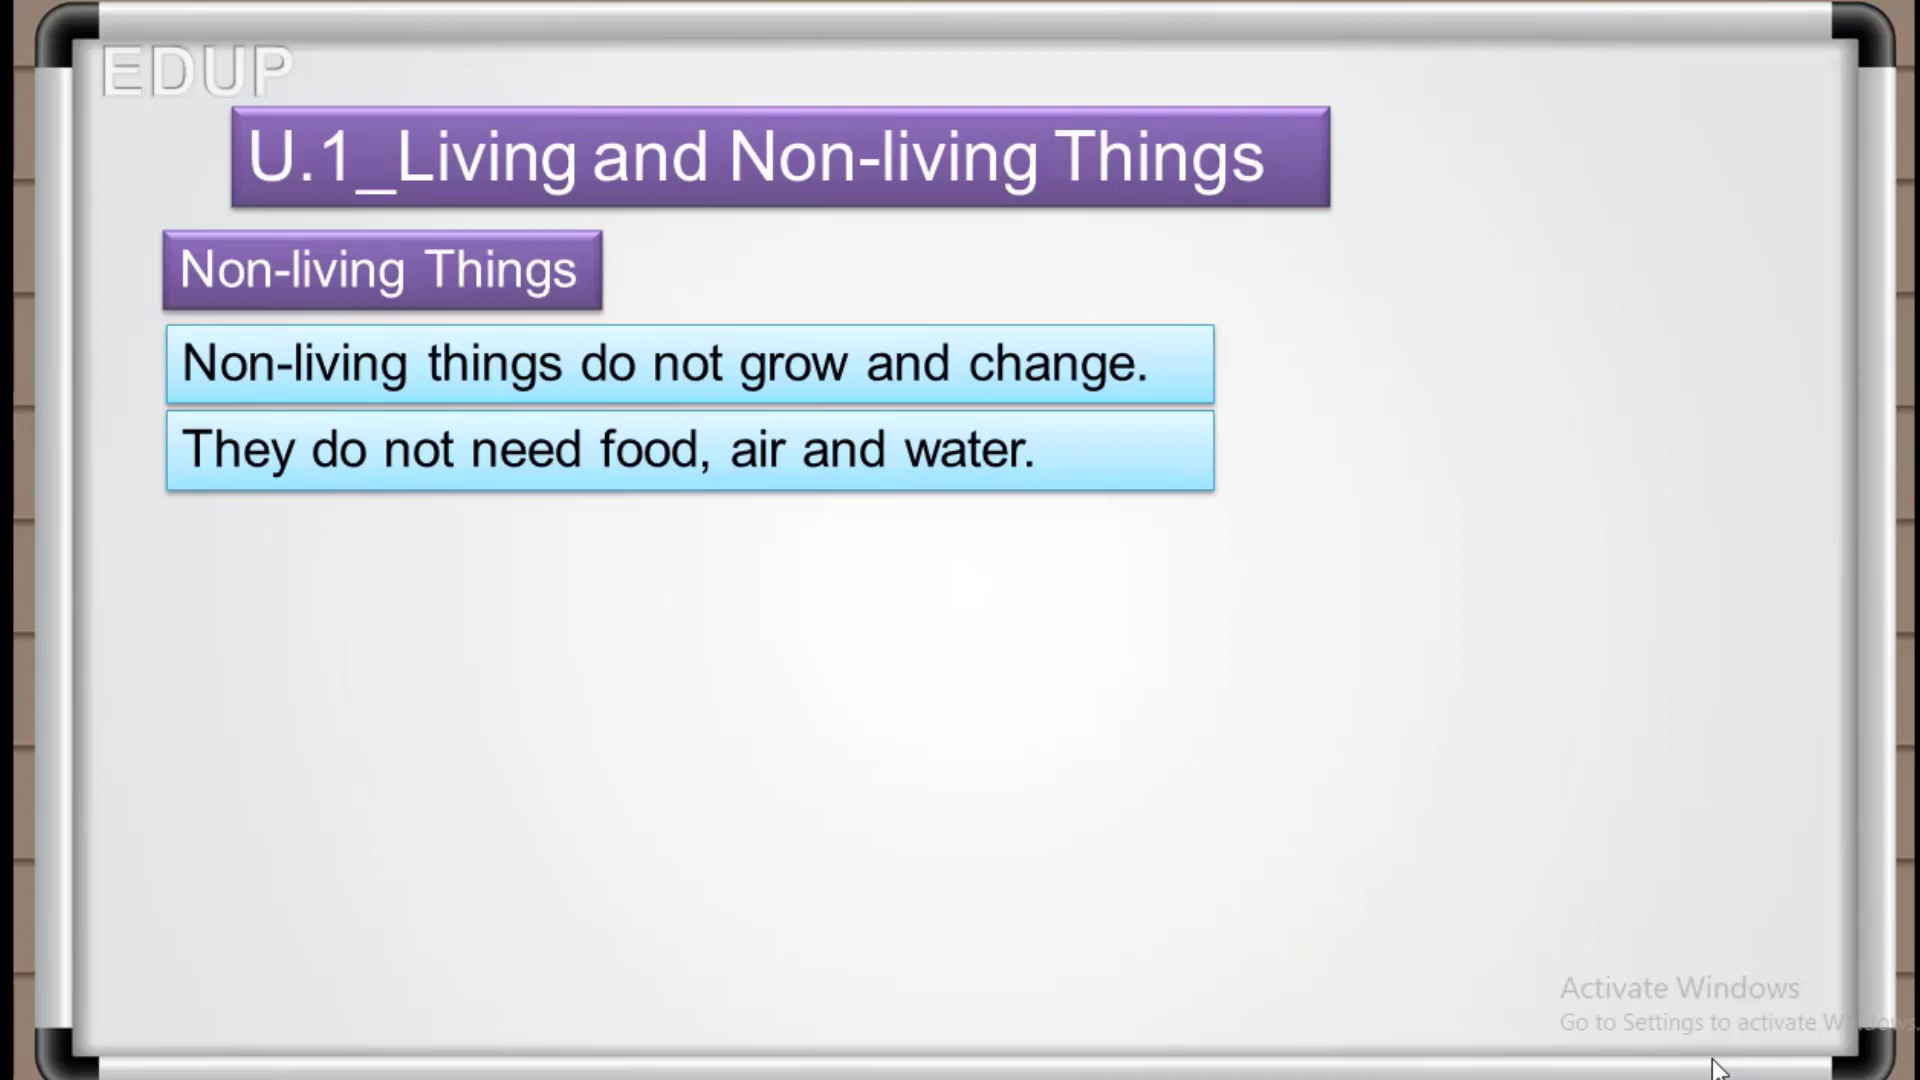 EDUP
U.1_Living and Non-living Things
Non-living Things
Non-living things do not grow and change.
They do not need food, air and water.
Activate Windows
Go to Settings to activate Windows.